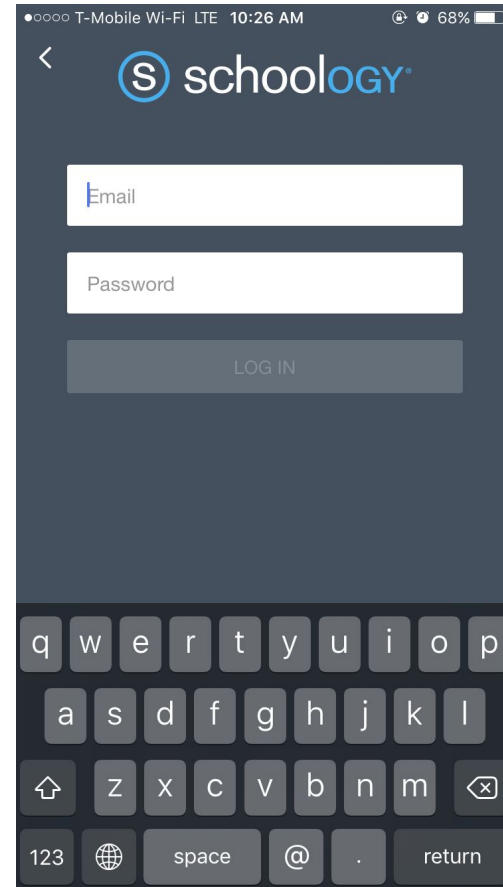 T-Mobile Wi-Fi LTE 10:26 AM 68%
S schoology®
Email
Password
LOG IN
q w e r t y u i o p
a s d f g h j k l
z x c v b n m
123 space @ . return